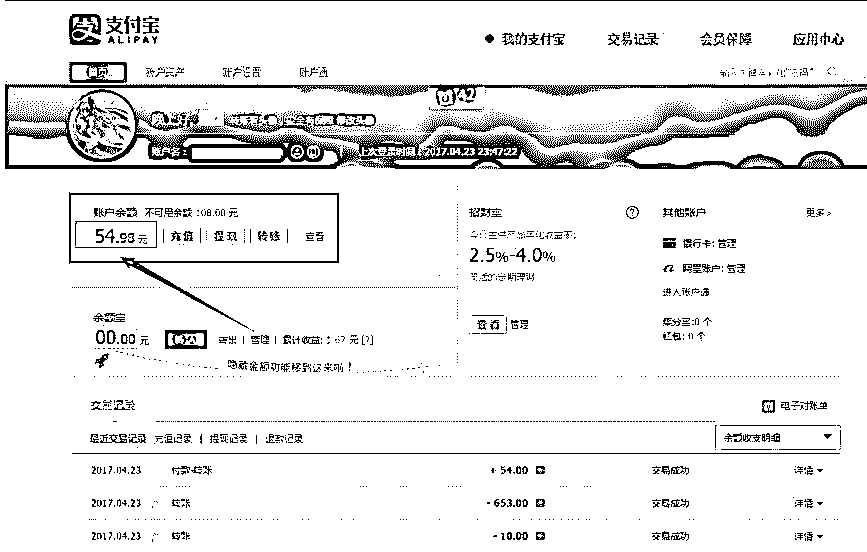 支付宝
ALIPAY
我的支付宝 交易记录 会员保障 应用中心
首页 账户资产 账户通
账户名: 上次登录时间: 2017.04.23 23:47:22
账户余额 不可用余额 108.00 元
54.98 元 充值 | 提现 | 转账 查看
招财宝
2.5%-4.0%
查看 管理
其他账户 更多>
银行卡: 管理
阿里账户: 管理
进入账户通
集分宝: 0 个
红包: 0 个
余额宝
00.00 元 转入 转出 | 管理 | 累计收益: 元 [?]
隐藏金额功能移到这来啦!
交易记录 电子对账单
最近交易记录 充值记录 | 提现记录 | 退款记录 余额收支明细
2017.04.23 付款-转账 + 54.00 交易成功 详情
2017.04.23 转账 - 653.00 交易成功 详情
2017.04.23 转账 - 10.00 交易成功 详情